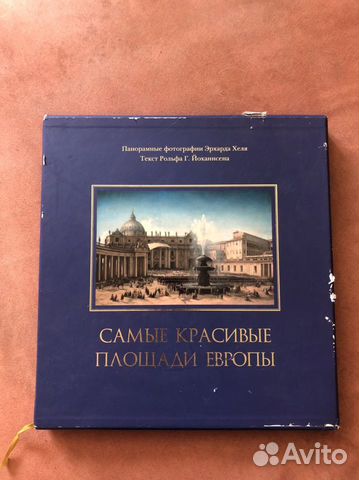 Панорамные фотографии Эрхарда Хеля
Текст Рольфа Г. Йоханнсена
САМЫЕ КРАСИВЫЕ
ПЛОЩАДИ ЕВРОПЫ
Avito